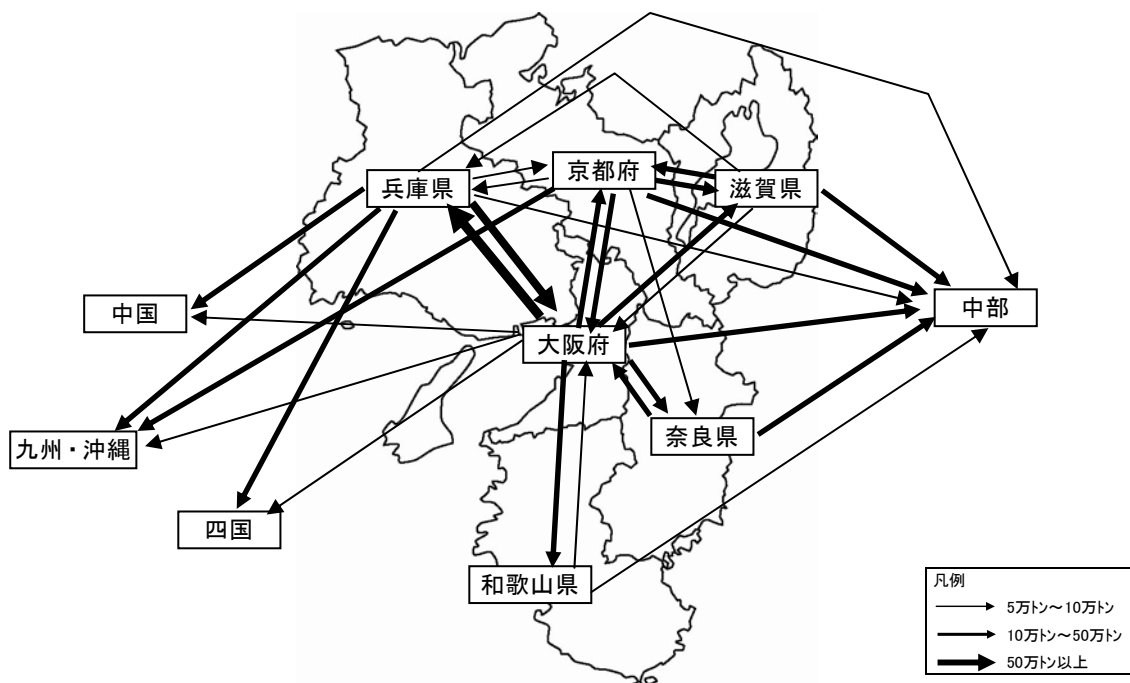 京都府
兵庫県
滋賀県
中国
中部
大阪府
九州・沖縄
奈良県
四国
和歌山県
凡例
5万ﾄﾝ～10万ﾄﾝ
10万ﾄﾝ～50万ﾄﾝ
50万ﾄﾝ以上